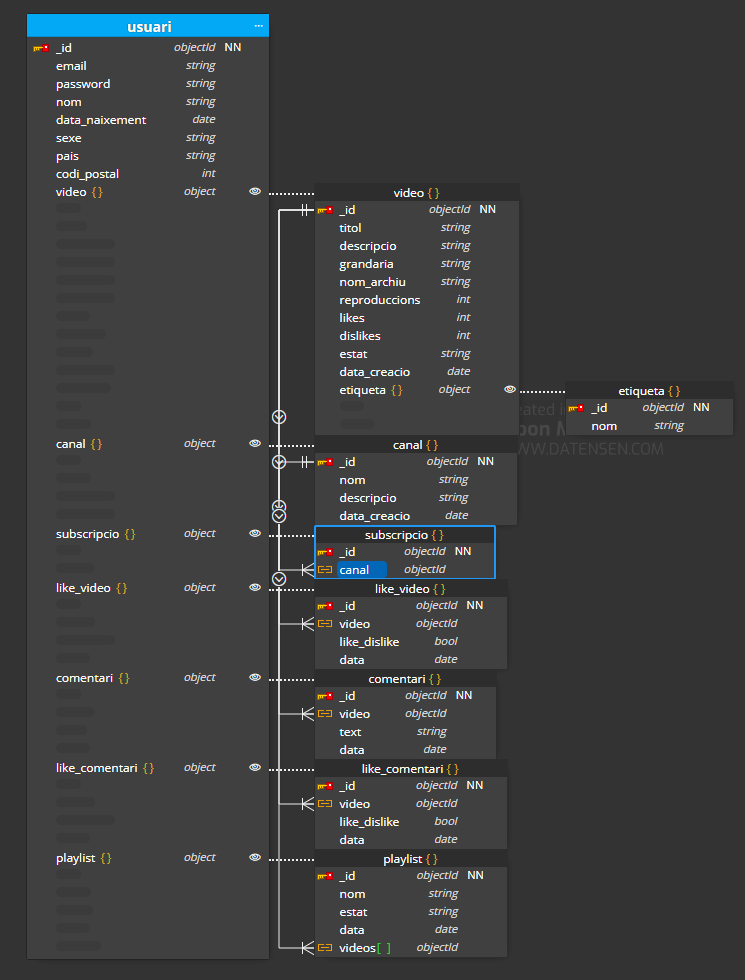 usuari ...
_id objectId NN
email string
password string
nom string
data_naixement date
sexe string
pais string
codi_postal int
video {} object
video {}
_id objectId NN
titol string
descripcio string
grandaria string
nom_archiu string
reproduccions int
likes int
dislikes int
estat string
data_creacio date
etiqueta {} object
etiqueta {}
_id objectId NN
nom string
WWW.DATENSEN.COM
canal {} object
canal {}
_id objectId NN
nom string
descripcio string
data_creacio date
subscripcio {} object
subscripcio {}
_id objectId NN
canal objectId
like_video {} object
like_video {}
_id objectId NN
video objectId
like_dislike bool
data date
comentari {} object
comentari {}
_id objectId NN
video objectId
text string
data date
like_comentari {} object
like_comentari {}
_id objectId NN
video objectId
like_dislike bool
data date
playlist {} object
playlist {}
_id objectId NN
nom string
estat string
data date
videos[ ] objectId